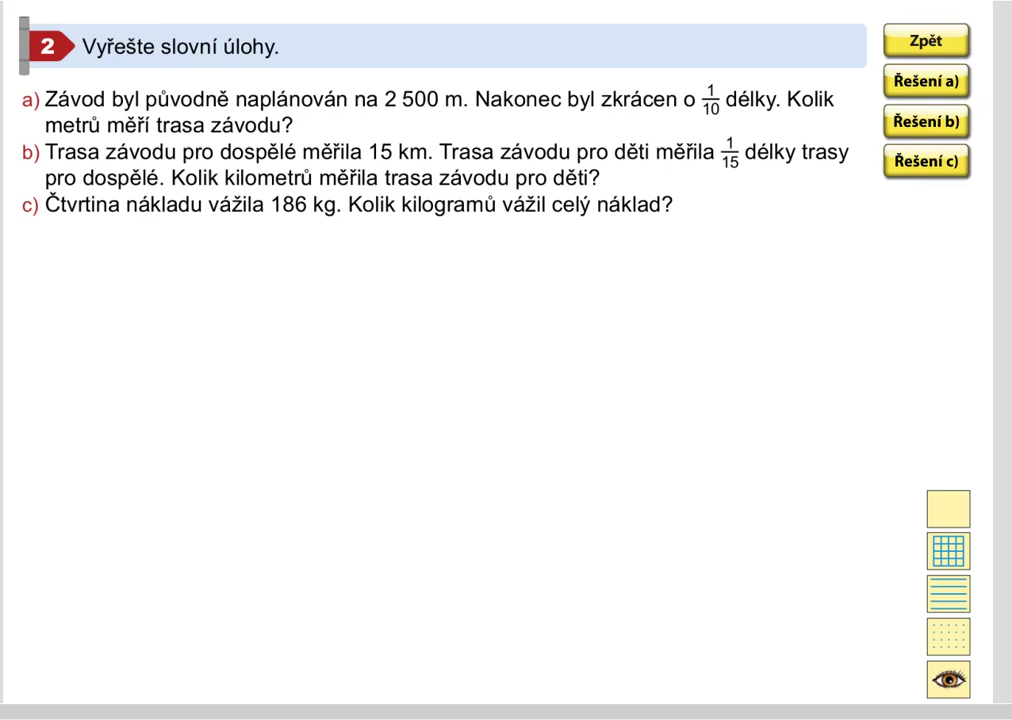 2 Vyřešte slovní úlohy.
Zpět
Řešení a)
Řešení b)
Řešení c)
a) Závod byl původně naplánován na 2 500 m. Nakonec byl zkrácen o 1/10 délky. Kolik
metrů měří trasa závodu?
b) Trasa závodu pro dospělé měřila 15 km. Trasa závodu pro děti měřila 1/15 délky trasy
pro dospělé. Kolik kilometrů měřila trasa závodu pro děti?
c) Čtvrtina nákladu vážila 186 kg. Kolik kilogramů vážil celý náklad?